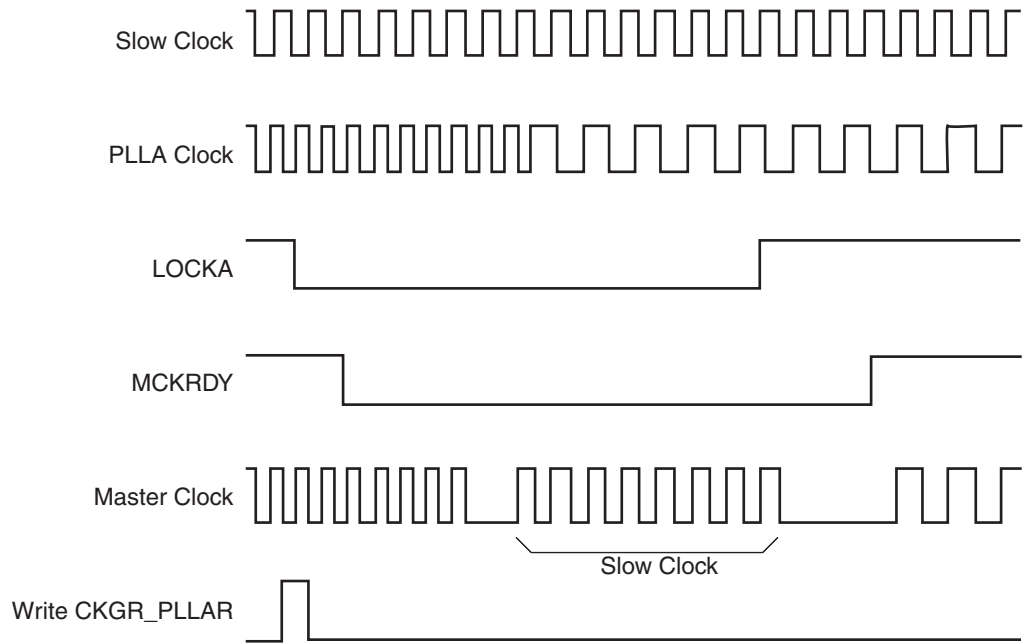 Slow Clock
PLLA Clock
LOCKA
MCKRDY
Master Clock
Slow Clock
Write CKGR_PLLAR